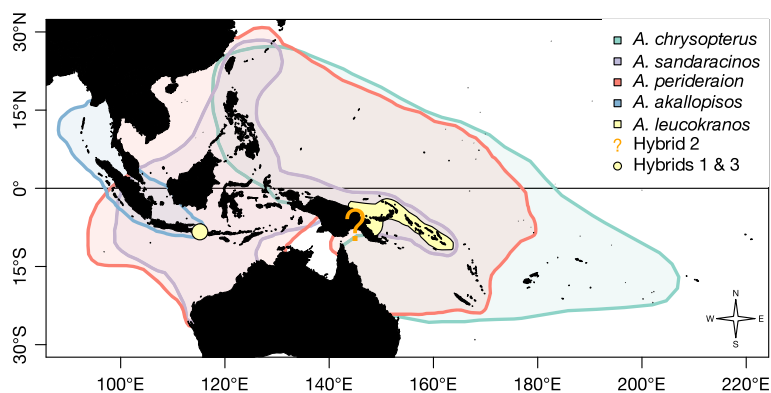 A. chrysopterus
A. sandaracinos
A. perideraion
A. akallopisos
A. leucokranos
? Hybrid 2
Hybrids 1 & 3
30°N
15°N
0°
15°S
30°S
?
N
W E
S
100°E 120°E 140°E 160°E 180°E 200°E 220°E